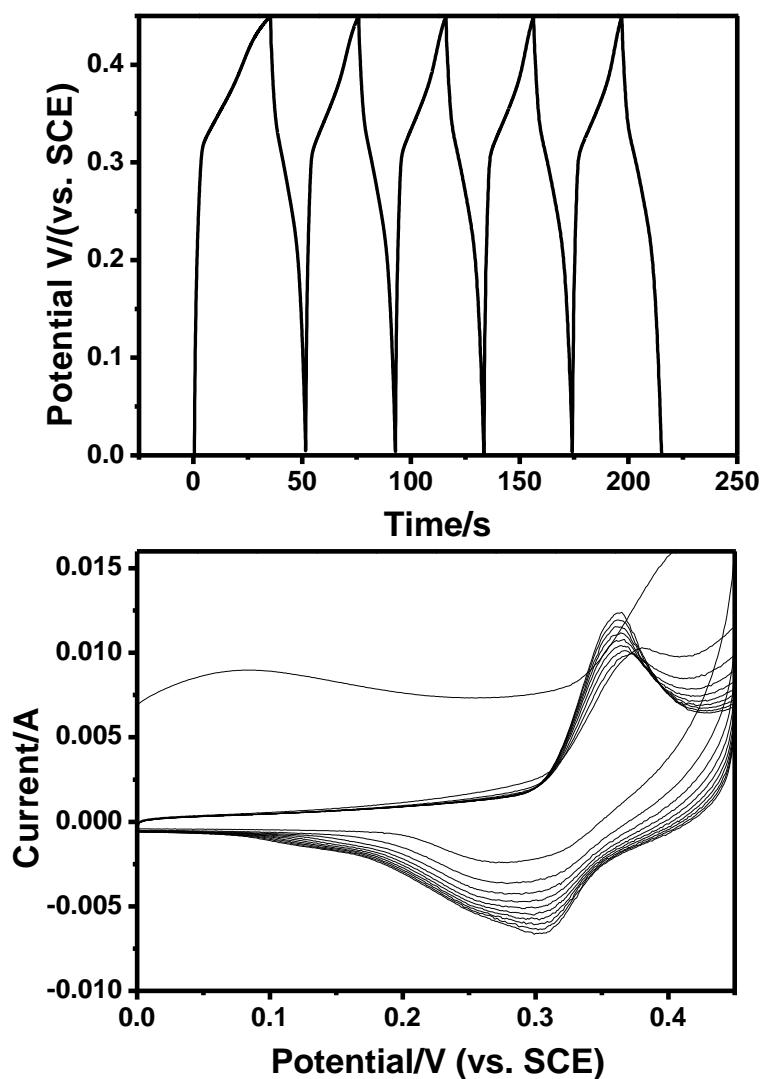 Potential V/(vs. SCE)
0.4
0.3
0.2
0.1
0.0
0 50 100 150 200 250
Time/s
Current/A
0.015
0.010
0.005
0.000
-0.005
-0.010
0.0 0.1 0.2 0.3 0.4
Potential/V (vs. SCE)